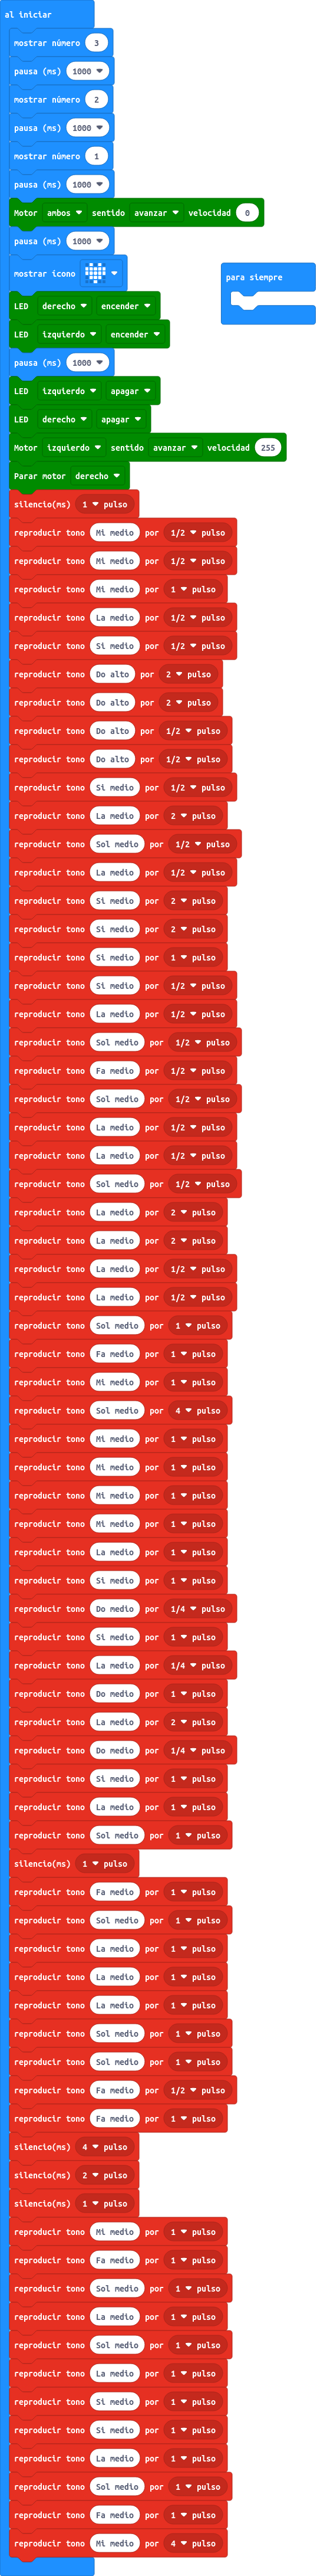 al iniciar
mostrar número 3
pausa (ms) 1000
mostrar número 2
pausa (ms) 1000
mostrar número 1
pausa (ms) 1000
Motor ambos sentido avanzar velocidad 0
pausa (ms) 1000
mostrar ícono
para siempre
LED derecho encender
LED izquierdo encender
pausa (ms) 1000
LED izquierdo apagar
LED derecho apagar
Motor izquierdo sentido avanzar velocidad 255
Parar motor derecho
silencio(ms) 1 pulso
reproducir tono Mi medio por 1/2 pulso
reproducir tono Mi medio por 1/2 pulso
reproducir tono Mi medio por 1 pulso
reproducir tono La medio por 1/2 pulso
reproducir tono Si medio por 1/2 pulso
reproducir tono Do alto por 2 pulso
reproducir tono Do alto por 2 pulso
reproducir tono Do alto por 1/2 pulso
reproducir tono Do alto por 1/2 pulso
reproducir tono Si medio por 1/2 pulso
reproducir tono La medio por 2 pulso
reproducir tono Sol medio por 1/2 pulso
reproducir tono La medio por 1/2 pulso
reproducir tono Si medio por 2 pulso
reproducir tono Si medio por 2 pulso
reproducir tono Si medio por 1 pulso
reproducir tono Si medio por 1/2 pulso
reproducir tono La medio por 1/2 pulso
reproducir tono Sol medio por 1/2 pulso
reproducir tono Fa medio por 1/2 pulso
reproducir tono Sol medio por 1/2 pulso
reproducir tono La medio por 1/2 pulso
reproducir tono La medio por 1/2 pulso
reproducir tono Sol medio por 1/2 pulso
reproducir tono La medio por 2 pulso
reproducir tono La medio por 2 pulso
reproducir tono La medio por 1/2 pulso
reproducir tono La medio por 1/2 pulso
reproducir tono Sol medio por 1 pulso
reproducir tono Fa medio por 1 pulso
reproducir tono Mi medio por 1 pulso
reproducir tono Sol medio por 4 pulso
reproducir tono Mi medio por 1 pulso
reproducir tono Mi medio por 1 pulso
reproducir tono Mi medio por 1 pulso
reproducir tono Mi medio por 1 pulso
reproducir tono La medio por 1 pulso
reproducir tono Si medio por 1 pulso
reproducir tono Do medio por 1/4 pulso
reproducir tono Si medio por 1 pulso
reproducir tono La medio por 1/4 pulso
reproducir tono Do medio por 1 pulso
reproducir tono La medio por 2 pulso
reproducir tono Do medio por 1/4 pulso
reproducir tono Si medio por 1 pulso
reproducir tono La medio por 1 pulso
reproducir tono Sol medio por 1 pulso
silencio(ms) 1 pulso
reproducir tono Fa medio por 1 pulso
reproducir tono Sol medio por 1 pulso
reproducir tono La medio por 1 pulso
reproducir tono La medio por 1 pulso
reproducir tono La medio por 1 pulso
reproducir tono Sol medio por 1 pulso
reproducir tono Sol medio por 1 pulso
reproducir tono Fa medio por 1/2 pulso
reproducir tono Fa medio por 1 pulso
silencio(ms) 4 pulso
silencio(ms) 2 pulso
silencio(ms) 1 pulso
reproducir tono Mi medio por 1 pulso
reproducir tono Fa medio por 1 pulso
reproducir tono Sol medio por 1 pulso
reproducir tono La medio por 1 pulso
reproducir tono Sol medio por 1 pulso
reproducir tono La medio por 1 pulso
reproducir tono Si medio por 1 pulso
reproducir tono Si medio por 1 pulso
reproducir tono La medio por 1 pulso
reproducir tono Sol medio por 1 pulso
reproducir tono Fa medio por 1 pulso
reproducir tono Mi medio por 4 pulso